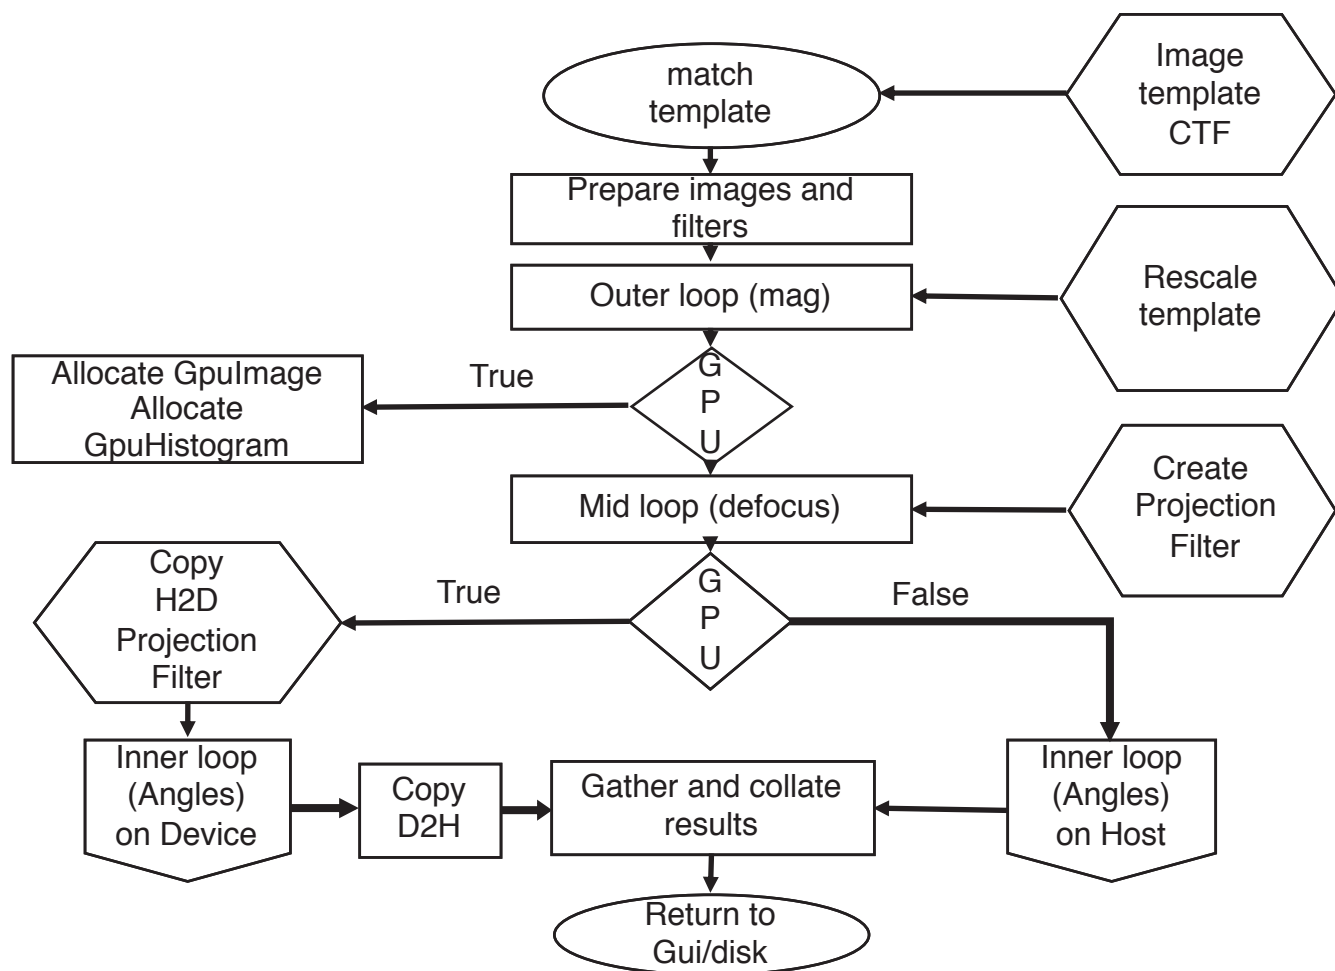 match
template
Image
template
CTF
Prepare images and
filters
Outer loop (mag)
Rescale
template
Allocate GpuImage
Allocate
GpuHistogram
True
G
P
U
Mid loop (defocus)
Create
Projection
Filter
Copy
H2D
Projection
Filter
True
G
P
U
False
Inner loop
(Angles)
on Device
Copy
D2H
Gather and collate
results
Inner loop
(Angles)
on Host
Return to
Gui/disk